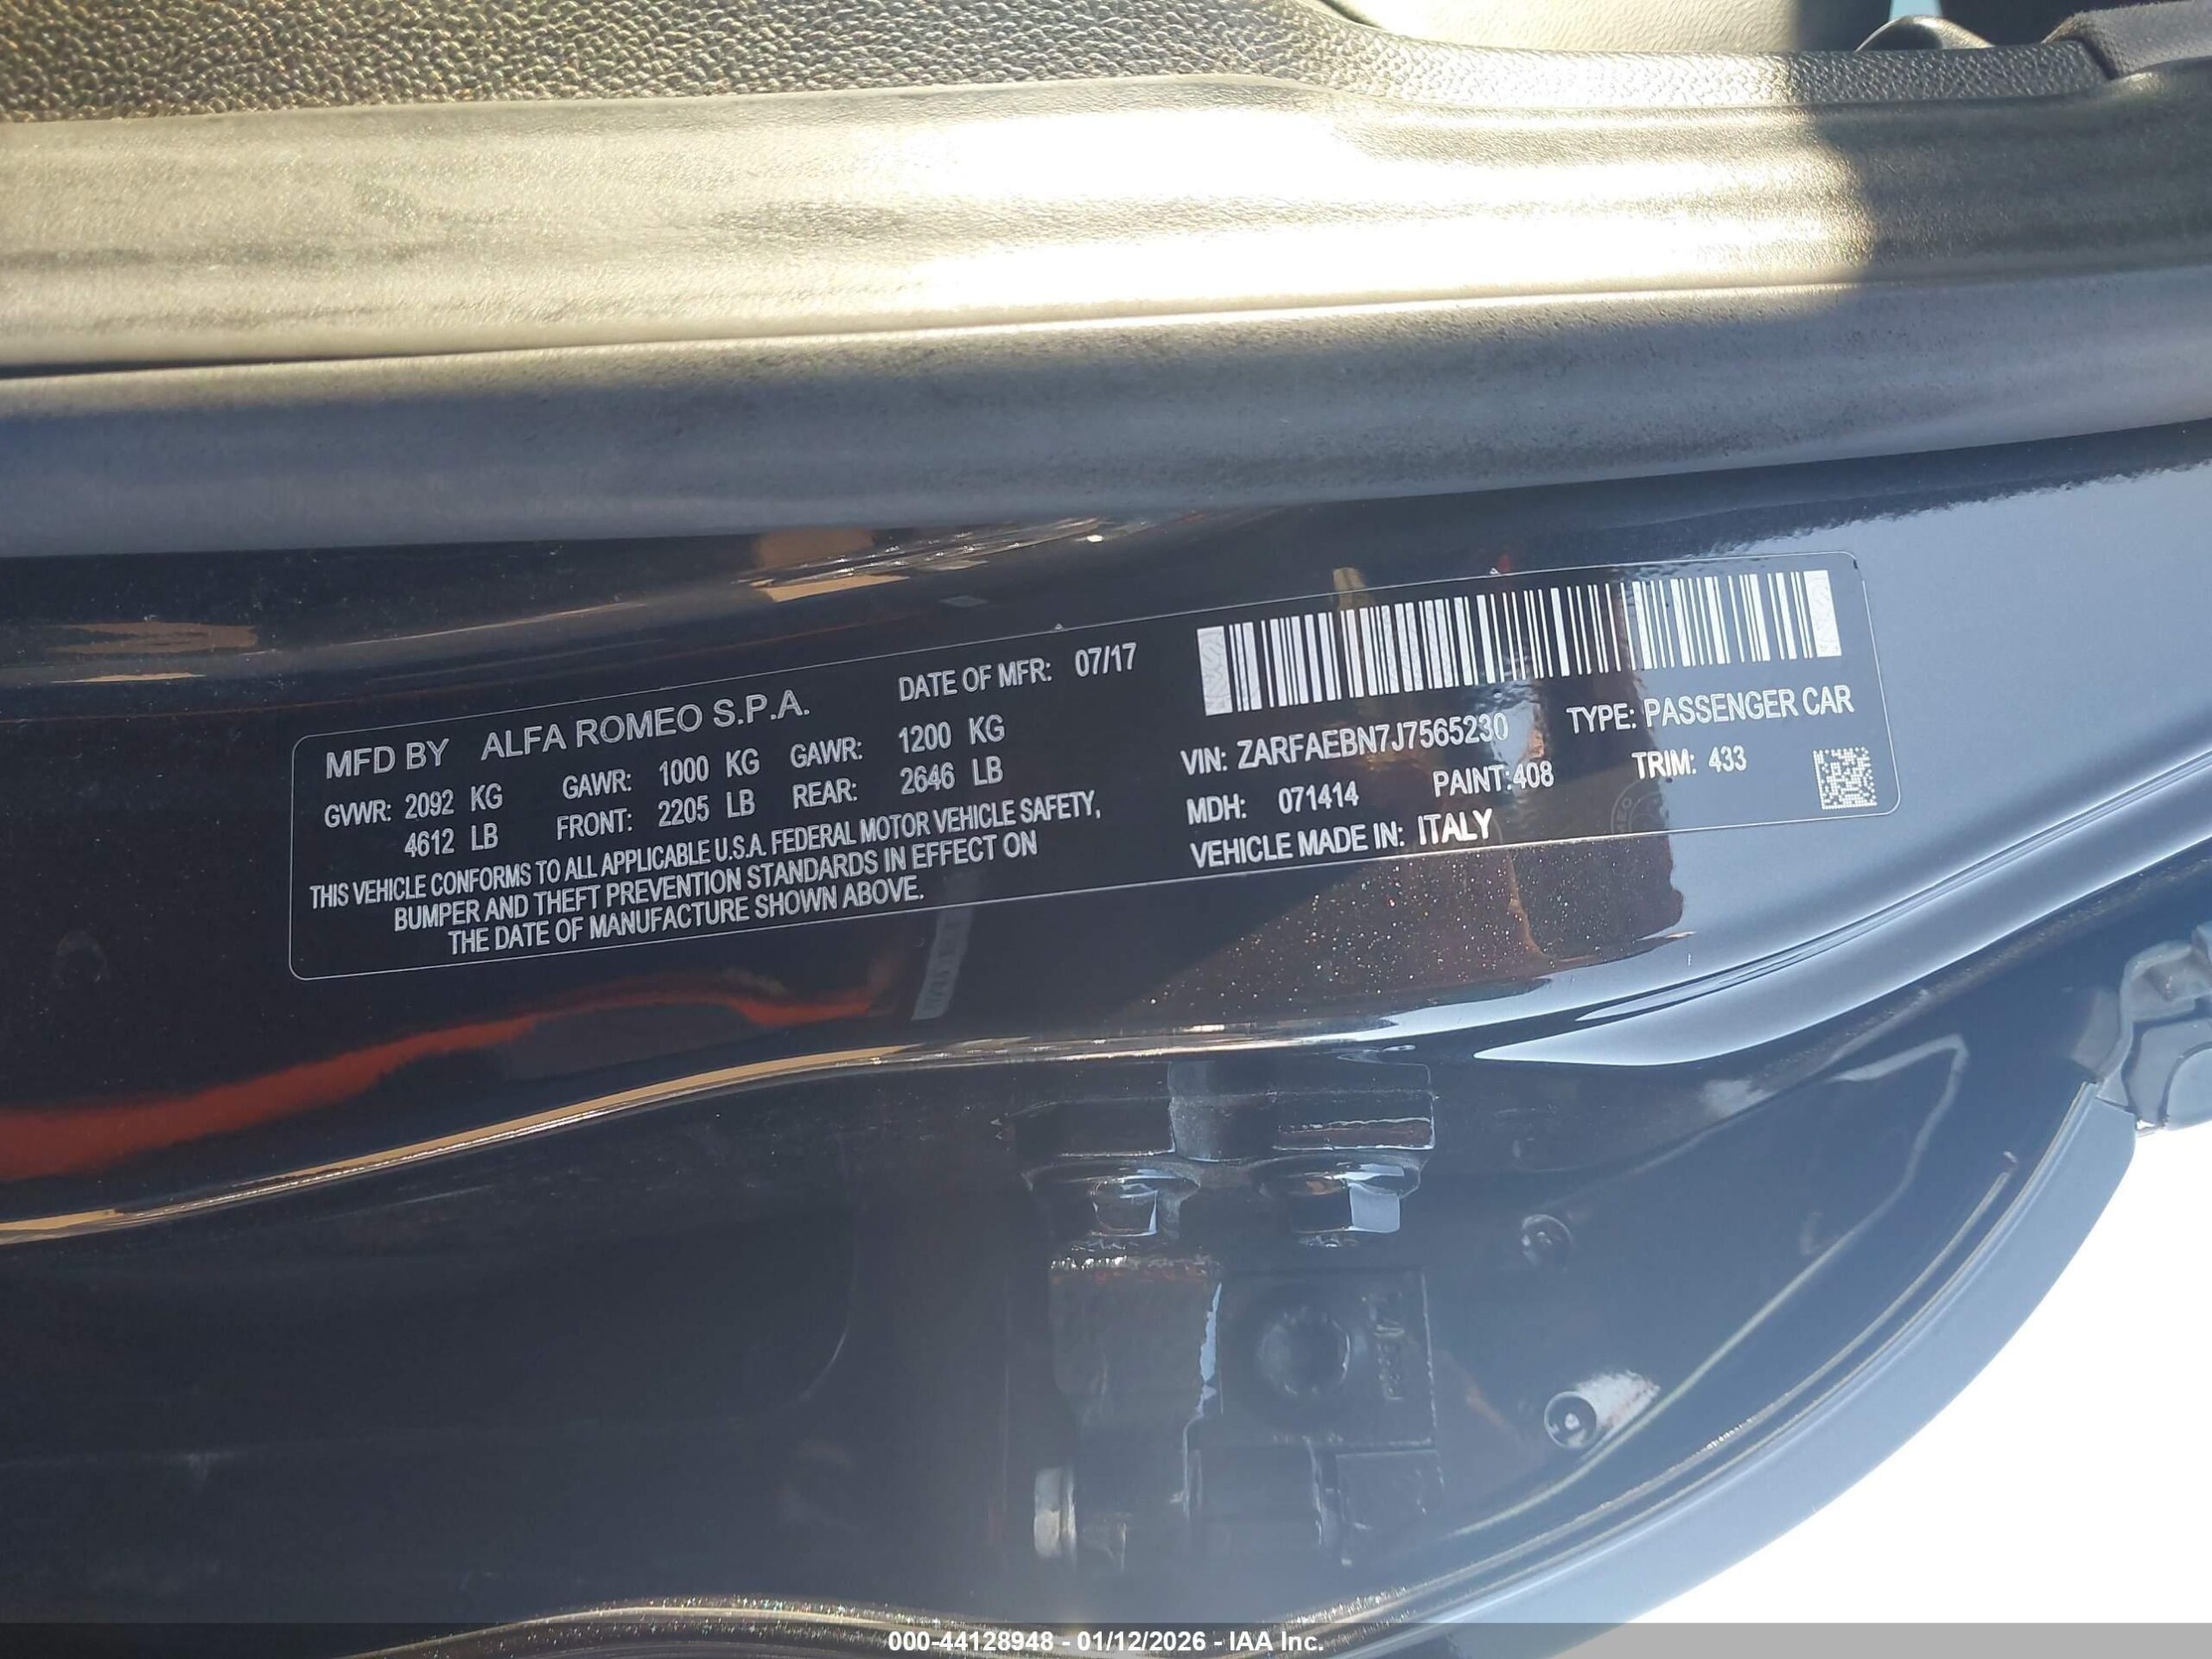 MFD BY ALFA ROMEO S.P.A. DATE OF MFR: 07/17
GVWR: 2092 KG GAWR: 1000 KG GAWR: 1200 KG
4612 LB FRONT: 2205 LB REAR: 2646 LB
THIS VEHICLE CONFORMS TO ALL APPLICABLE U.S.A. FEDERAL MOTOR VEHICLE SAFETY,
BUMPER AND THEFT PREVENTION STANDARDS IN EFFECT ON
THE DATE OF MANUFACTURE SHOWN ABOVE.
VIN: ZARFAEBN7J7565230 TYPE: PASSENGER CAR
MDH: 071414 PAINT:408 TRIM: 433
VEHICLE MADE IN: ITALY
000-44128948 - 01/12/2026 - IAA Inc.